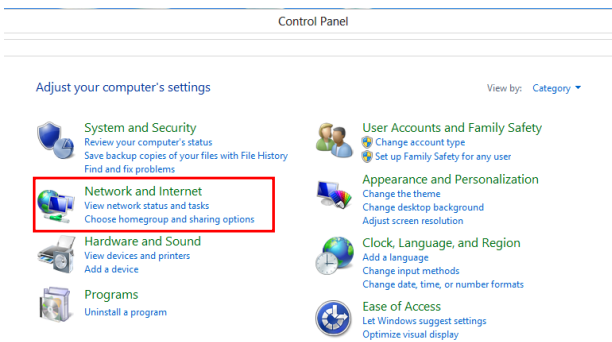 Control Panel
Adjust your computer's settings
View by: Category
System and Security
Review your computer's status
Save backup copies of your files with File History
Find and fix problems
Network and Internet
View network status and tasks
Choose homegroup and sharing options
Hardware and Sound
View devices and printers
Add a device
Programs
Uninstall a program
User Accounts and Family Safety
Change account type
Set up Family Safety for any user
Appearance and Personalization
Change the theme
Change desktop background
Adjust screen resolution
Clock, Language, and Region
Add a language
Change input methods
Change date, time, or number formats
Ease of Access
Let Windows suggest settings
Optimize visual display